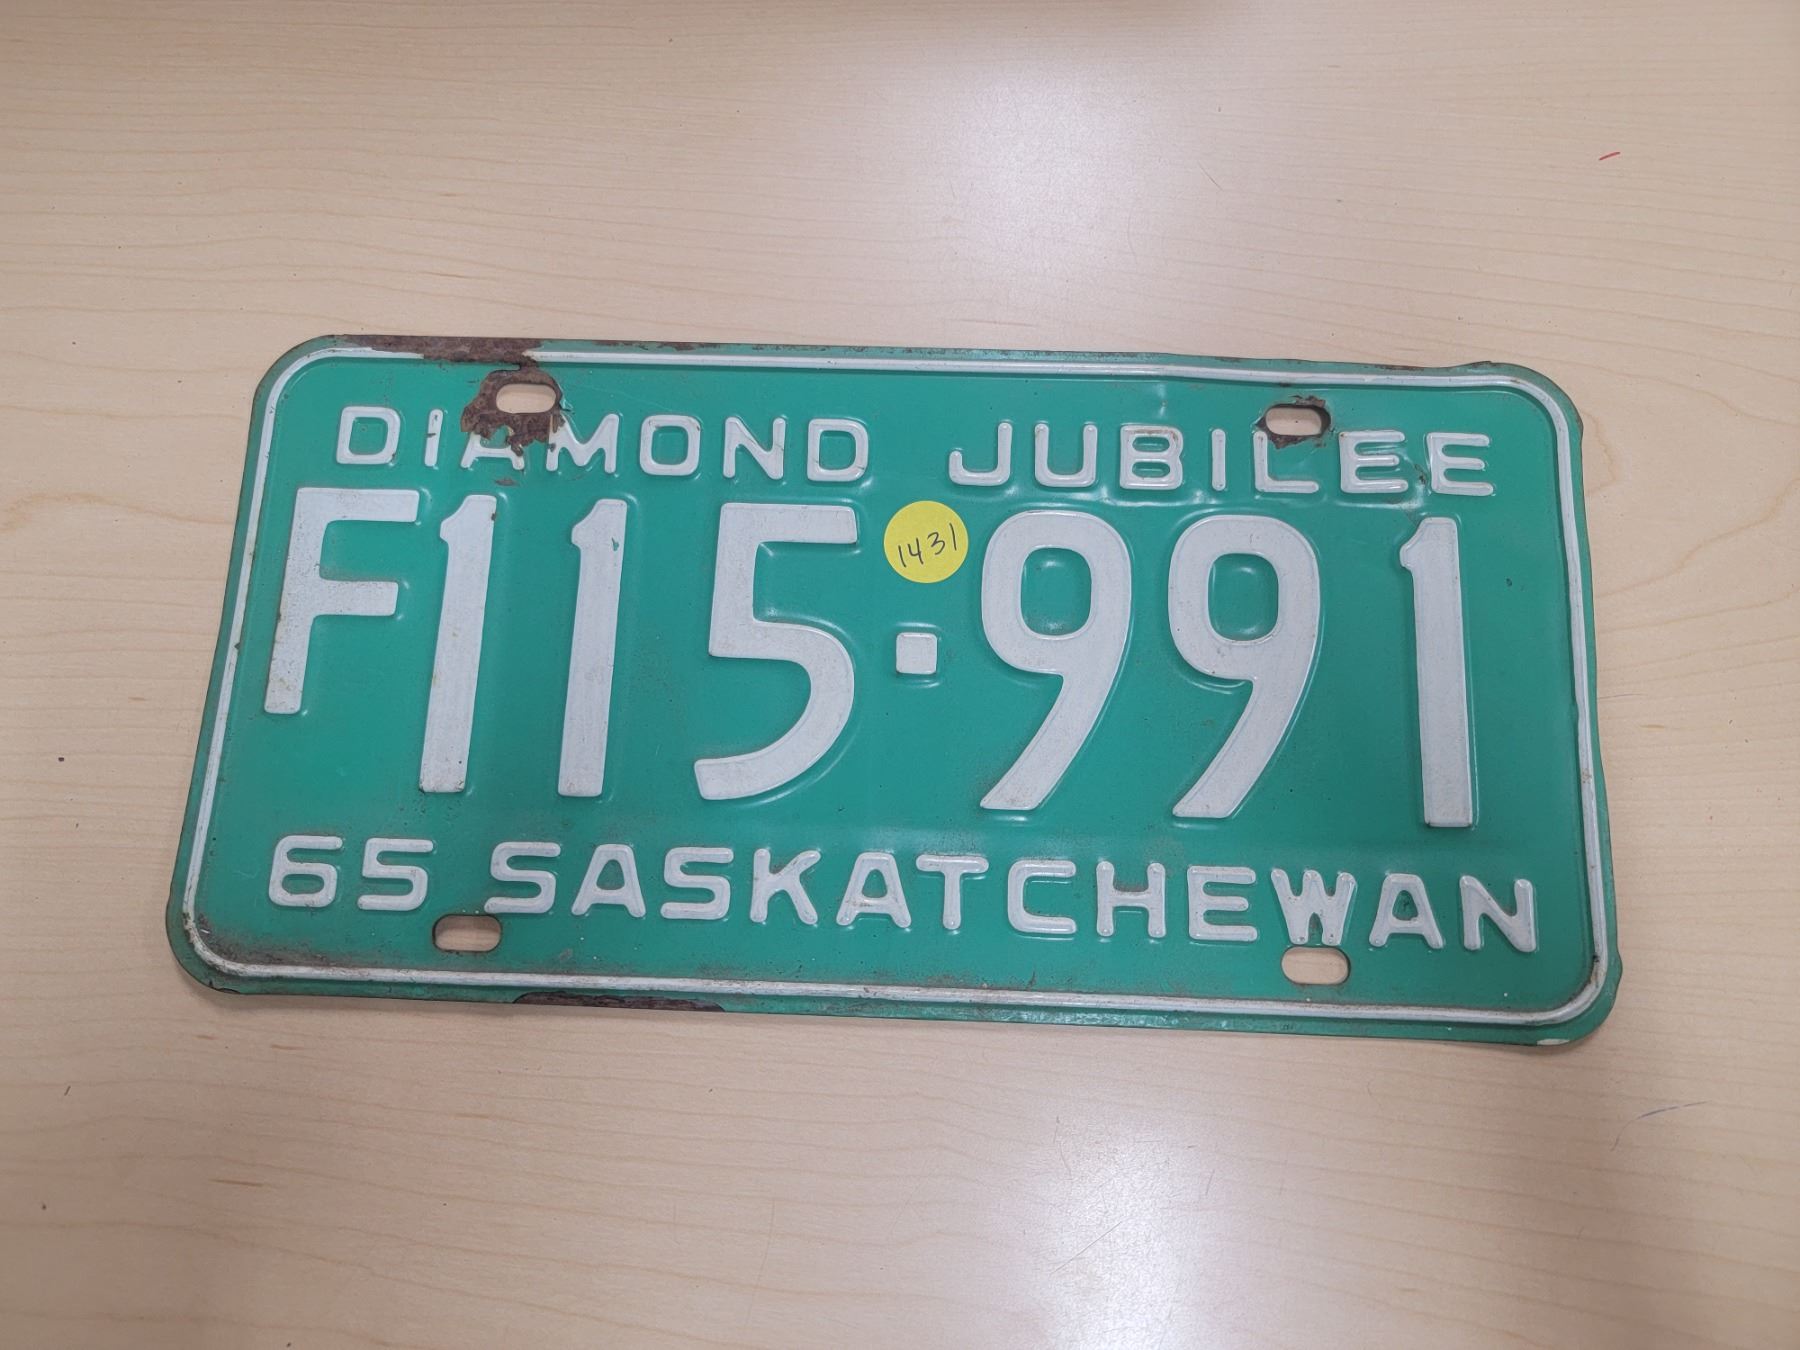 DIAMOND JUBILEE
1431
F115·991
65 SASKATCHEWAN